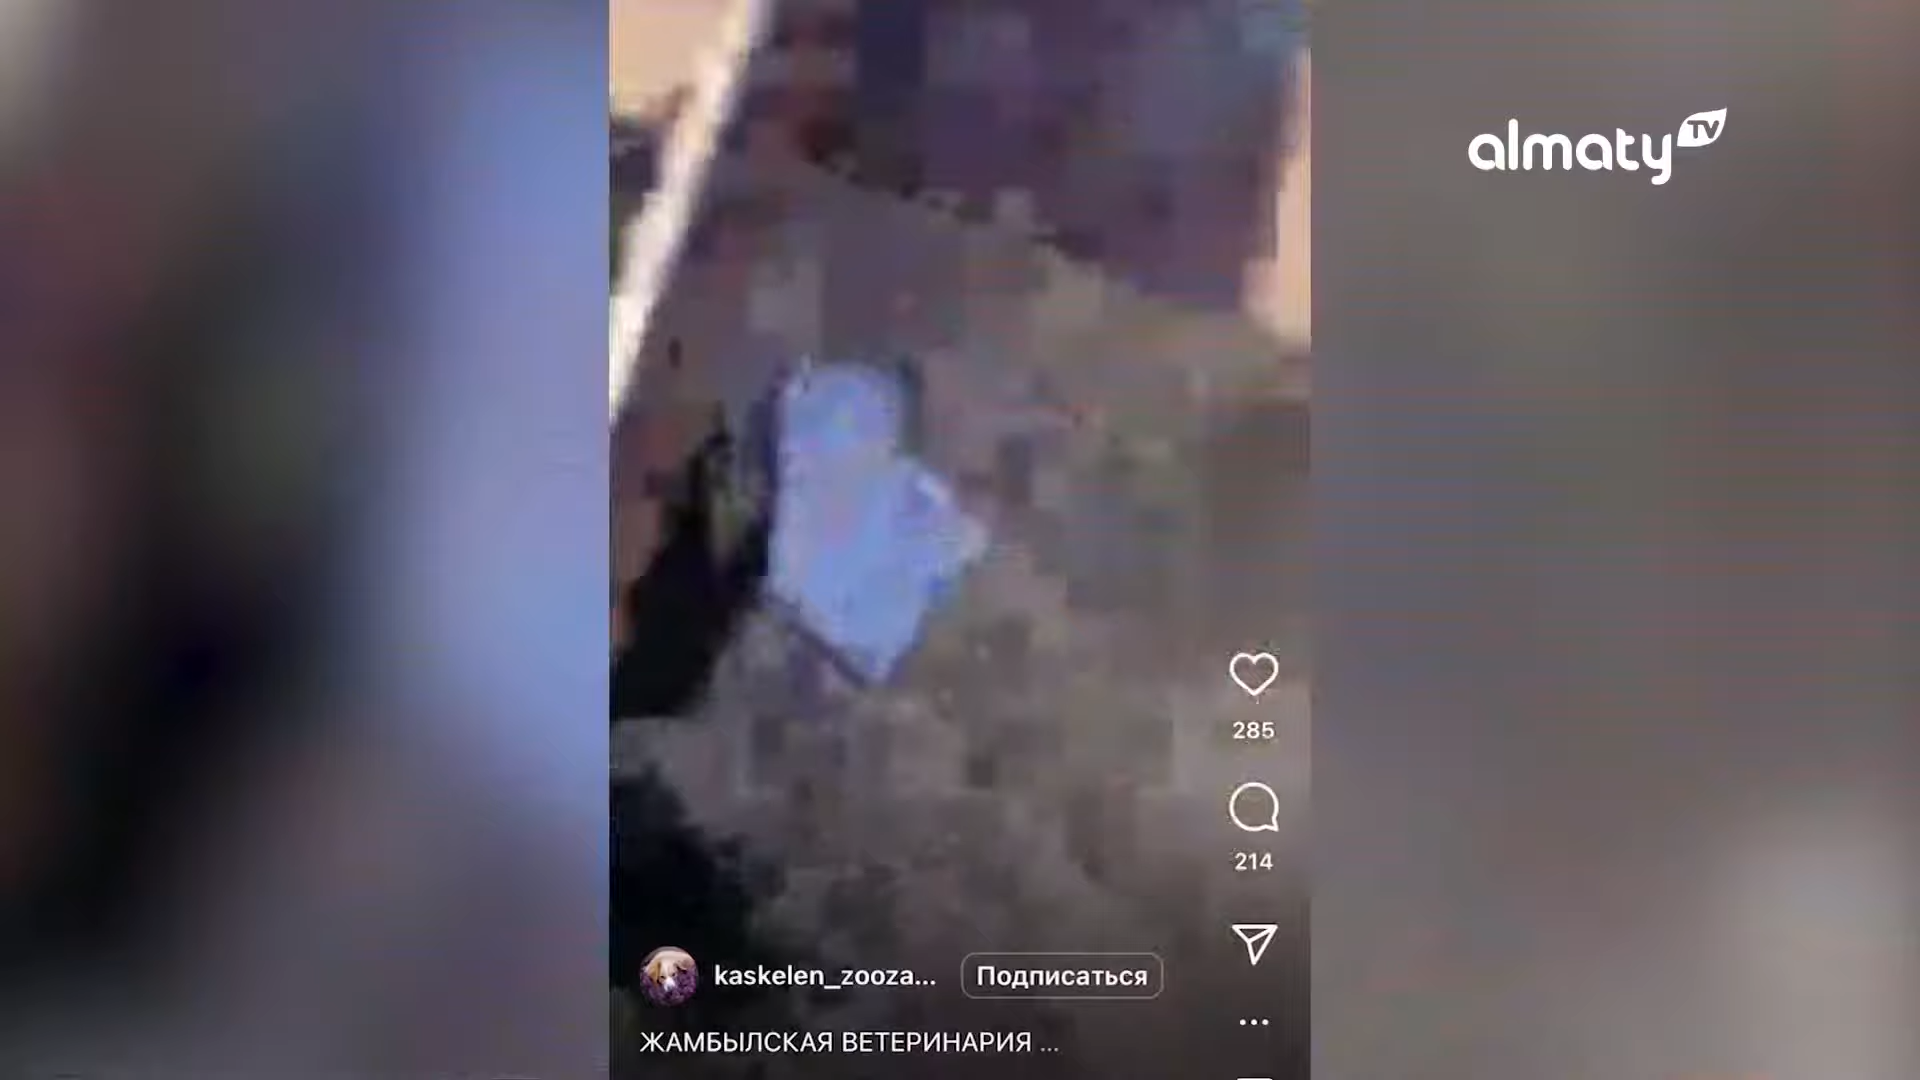 almaty TV
285
214
kaskelen_zooza...
Подписаться
ЖАМБЫЛСКАЯ ВЕТЕРИНАРИЯ ...